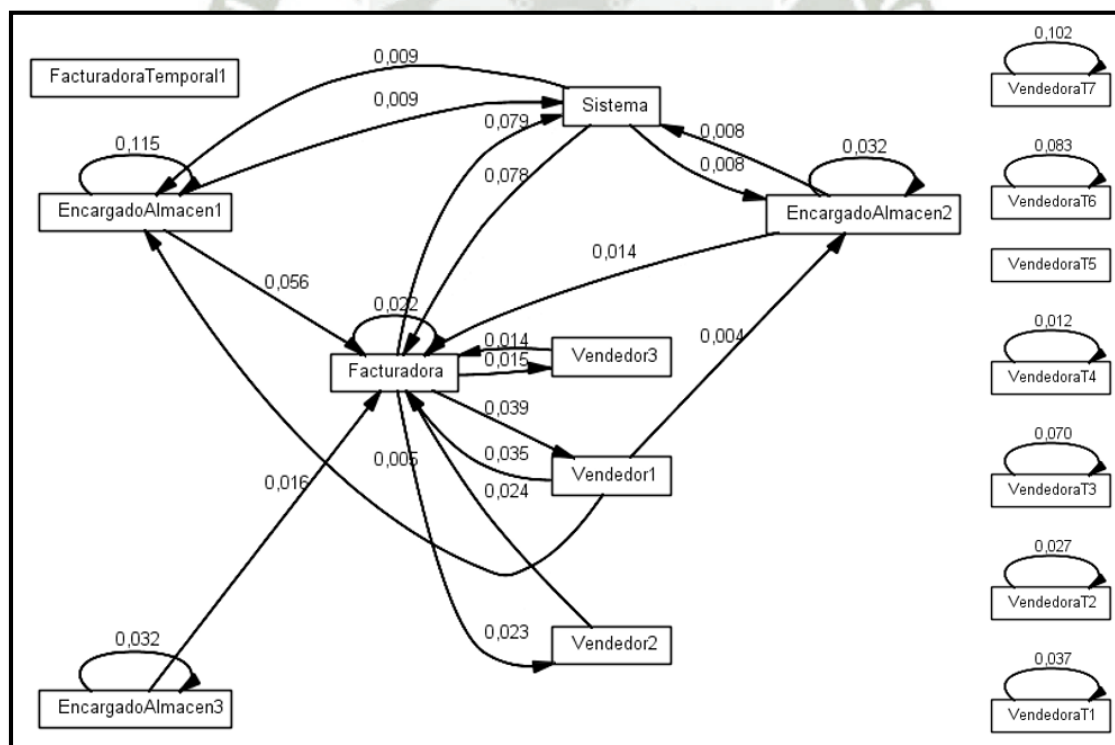 0,102
FacturadoraTemporal1
0,009
Sistema
VendedoraT7
0,009
0,079
0,008
0,115
0,032
0,083
0,008
0,078
EncargadoAlmacen1
EncargadoAlmacen2
VendedoraT6
0,014
VendedoraT5
0,056
0,022
0,012
0,014
0,004
Vendedor3
0,015
Facturadora
VendedoraT4
0,039
0,070
0,035
0,005
Vendedor1
0,016
0,024
VendedoraT3
0,027
VendedoraT2
0,023
Vendedor2
0,032
0,037
EncargadoAlmacen3
VendedoraT1